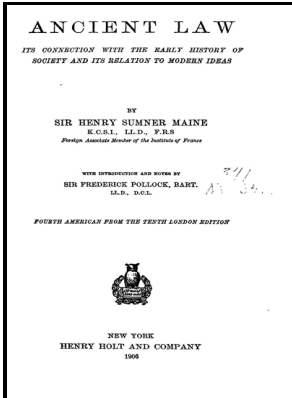 ANCIENT LAW
ITS CONNECTION WITH THE EARLY HISTORY OF
SOCIETY AND ITS RELATION TO MODERN IDEAS
BY
SIR HENRY SUMNER MAINE
K.C.S.I., LL.D., F.R.S
Foreign Associate Member of the Institute of France
WITH INTRODUCTION AND NOTES BY
SIR FREDERICK POLLOCK, BART.
LL.D., D.C.L.
FOURTH AMERICAN FROM THE TENTH LONDON EDITION
NEW YORK
HENRY HOLT AND COMPANY
1906